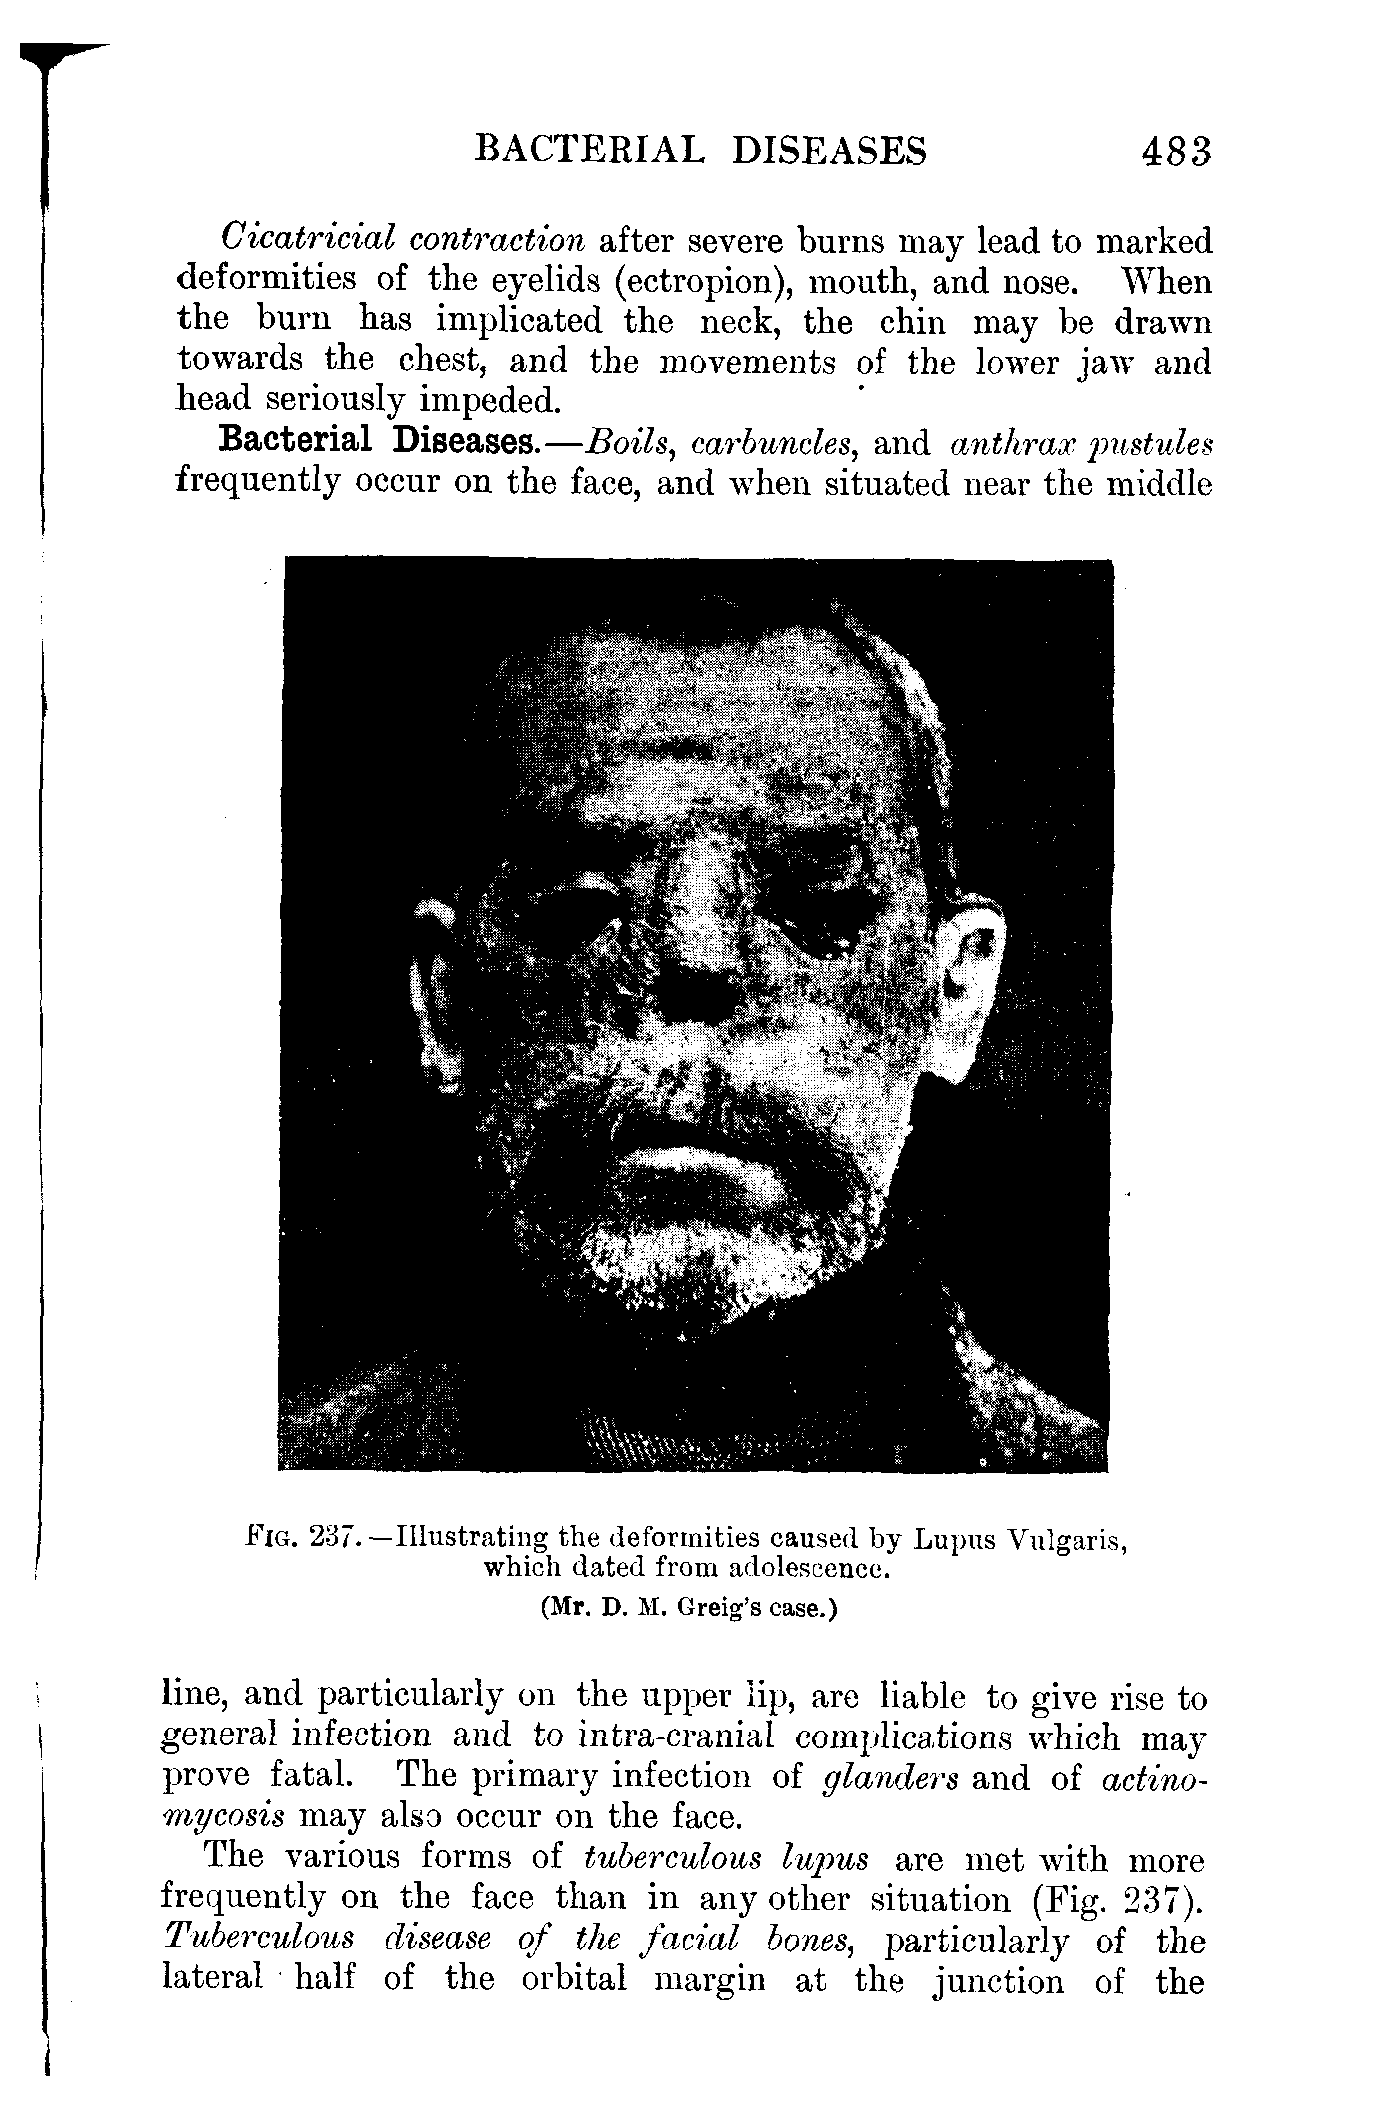 BACTERIAL DISEASES 483
Cicatricial contraction after severe burns may lead to marked
deformities of the eyelids (ectropion), mouth, and nose. When
the burn has implicated the neck, the chin may be drawn
towards the chest, and the movements of the lower jaw and
head seriously impeded.
Bacterial Diseases.—Boils, carbuncles, and anthrax pustules
frequently occur on the face, and when situated near the middle
FIG. 237.—Illustrating the deformities caused by Lupus Vulgaris,
which dated from adolescence.
(Mr. D. M. Greig's case.)
line, and particularly on the upper lip, are liable to give rise to
general infection and to intra-cranial complications which may
prove fatal. The primary infection of glanders and of actino-
mycosis may also occur on the face.
The various forms of tuberculous lupus are met with more
frequently on the face than in any other situation (Fig. 237).
Tuberculous disease of the facial bones, particularly of the
lateral half of the orbital margin at the junction of the